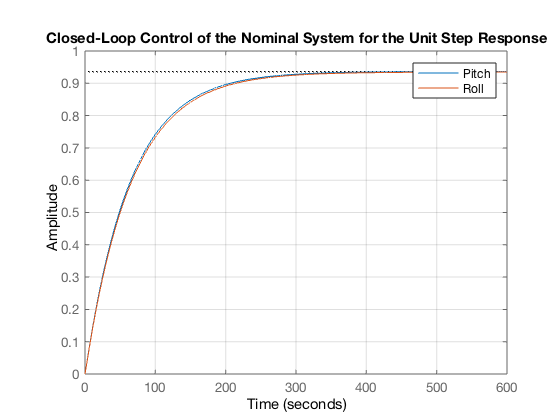 Closed-Loop Control of the Nominal System for the Unit Step Response
1
0.9
0.8
0.7
0.6
0.5
0.4
0.3
0.2
0.1
0
Amplitude
Pitch
Roll
0 100 200 300 400 500 600
Time (seconds)